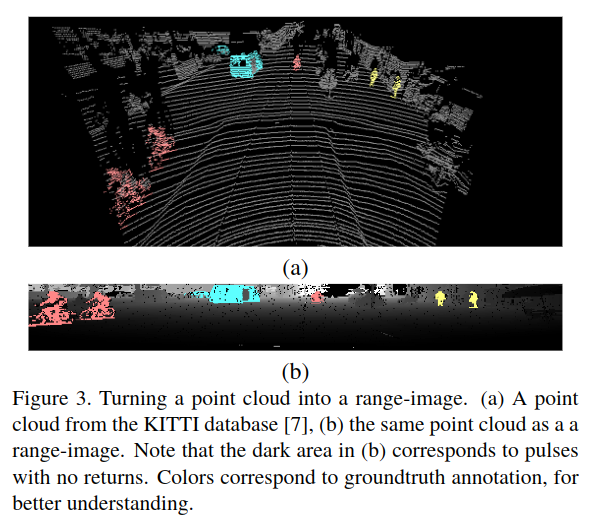 (a)
(b)
Figure 3. Turning a point cloud into a range-image. (a) A point
cloud from the KITTI database [7], (b) the same point cloud as a a
range-image. Note that the dark area in (b) corresponds to pulses
with no returns. Colors correspond to groundtruth annotation, for
better understanding.